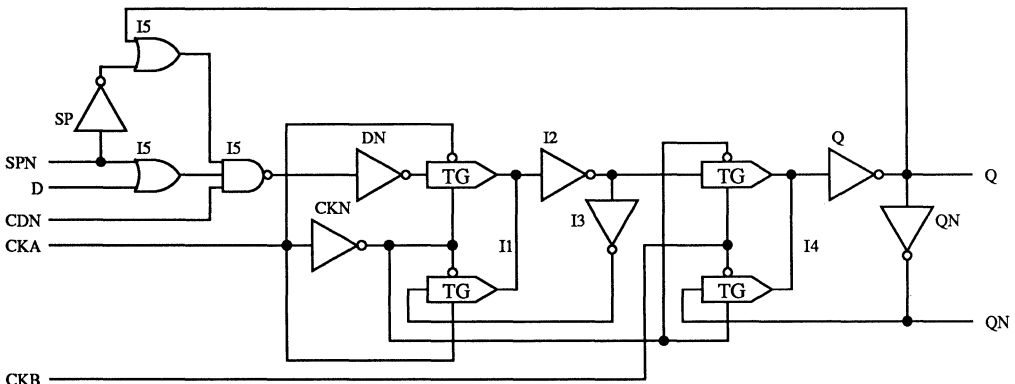 I5
SP
SPN
I5
I5
D
CDN
CKA
CKN
DN
TG
I1
TG
I2
I3
TG
I4
TG
Q
Q
QN
QN
CKB